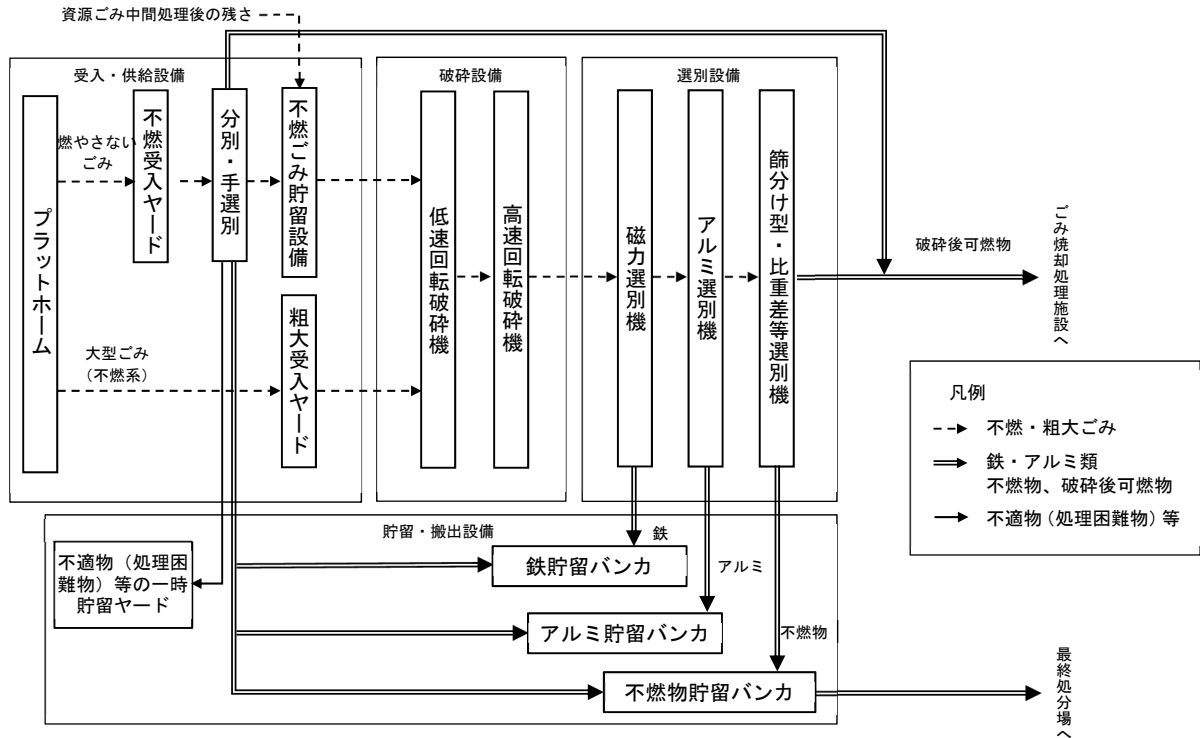 資源ごみ中間処理後の残さ
受入・供給設備
破砕設備
選別設備
プラットホーム
燃やさない
ごみ
不燃受入ヤード
分別・手選別
不燃ごみ貯留設備
大型ごみ
（不燃系）
粗大受入ヤード
低速回転破砕機
高速回転破砕機
磁力選別機
アルミ選別機
篩分け型・比重差等選別機
破砕後可燃物
ごみ焼却処理施設へ
凡例
不燃・粗大ごみ
鉄・アルミ類
不燃物、破砕後可燃物
不適物（処理困難物）等
貯留・搬出設備
不適物（処理困
難物）等の一時
貯留ヤード
鉄
鉄貯留バンカ
アルミ
アルミ貯留バンカ
不燃物
不燃物貯留バンカ
最終処分場へ